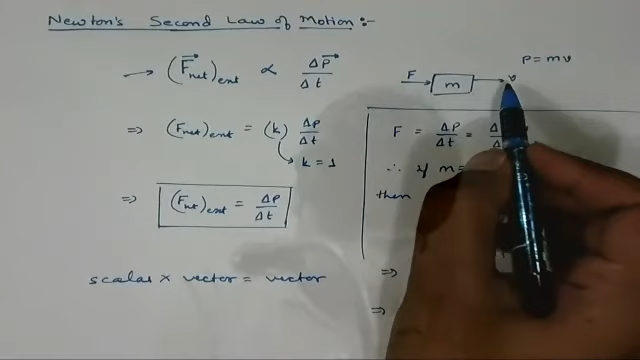 Newton's Second Law of Motion :-
→ (F⃗net)ext ∝ ΔP⃗/Δt
⇒ (Fnet)ext = (k) ΔP/Δt
k = 1
⇒ (Fnet)ext = ΔP/Δt
scalar × vector = vector
P = mv
F m v
F = ΔP/Δt = Δ
∴ if m =
then
⇒
⇒